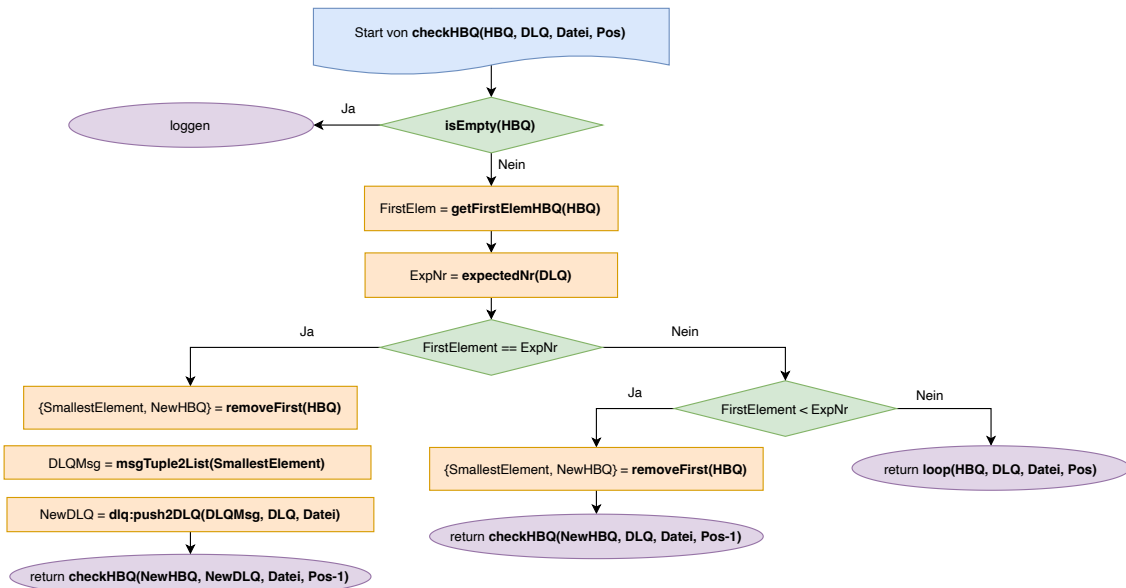 Start von checkHBQ(HBQ, DLQ, Datei, Pos)
Ja
loggen
isEmpty(HBQ)
Nein
FirstElem = getFirstElemHBQ(HBQ)
ExpNr = expectedNr(DLQ)
Ja
FirstElement == ExpNr
Nein
{SmallestElement, NewHBQ} = removeFirst(HBQ)
DLQMsg = msgTuple2List(SmallestElement)
NewDLQ = dlq:push2DLQ(DLQMsg, DLQ, Datei)
return checkHBQ(NewHBQ, NewDLQ, Datei, Pos-1)
Ja
FirstElement < ExpNr
Nein
{SmallestElement, NewHBQ} = removeFirst(HBQ)
return checkHBQ(NewHBQ, DLQ, Datei, Pos-1)
return loop(HBQ, DLQ, Datei, Pos)